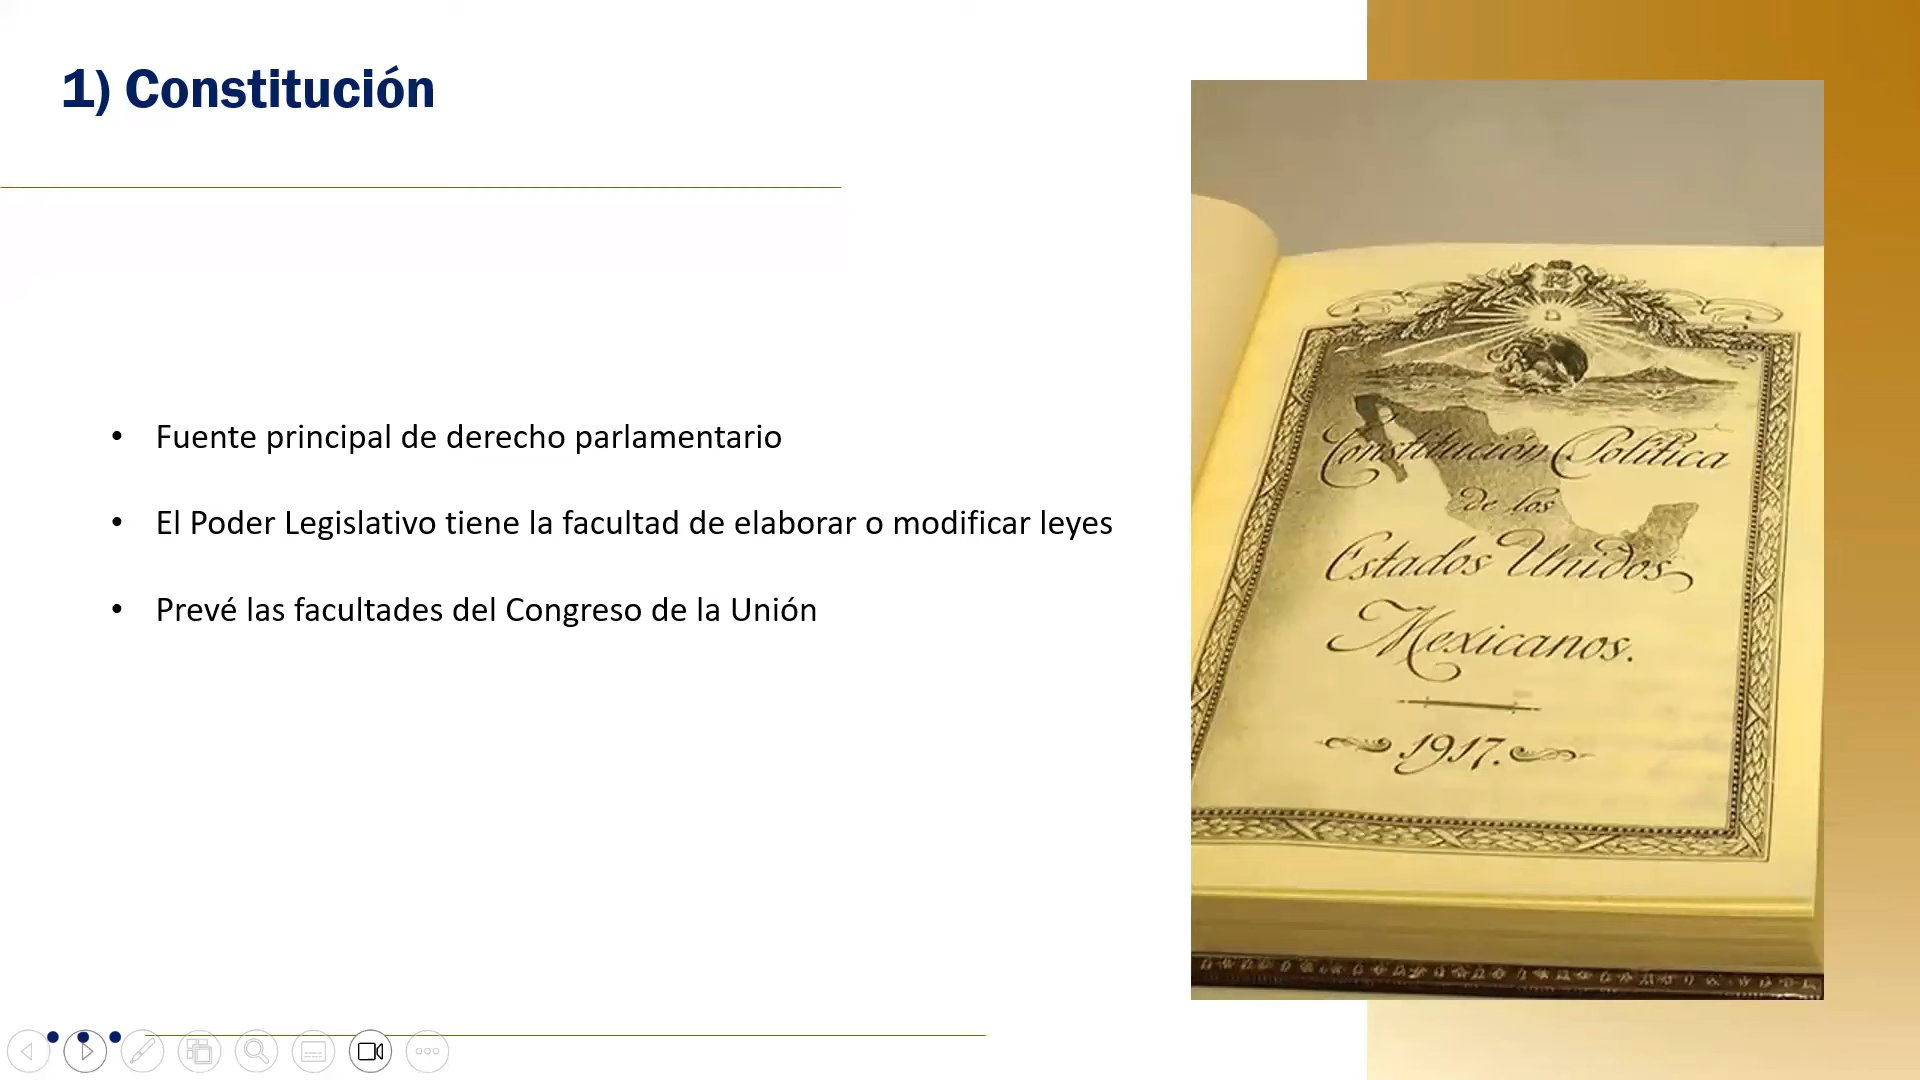 1) Constitución
• Fuente principal de derecho parlamentario
• El Poder Legislativo tiene la facultad de elaborar o modificar leyes
• Prevé las facultades del Congreso de la Unión
Constitución Política
de los
Estados Unidos
Mexicanos.
1917.